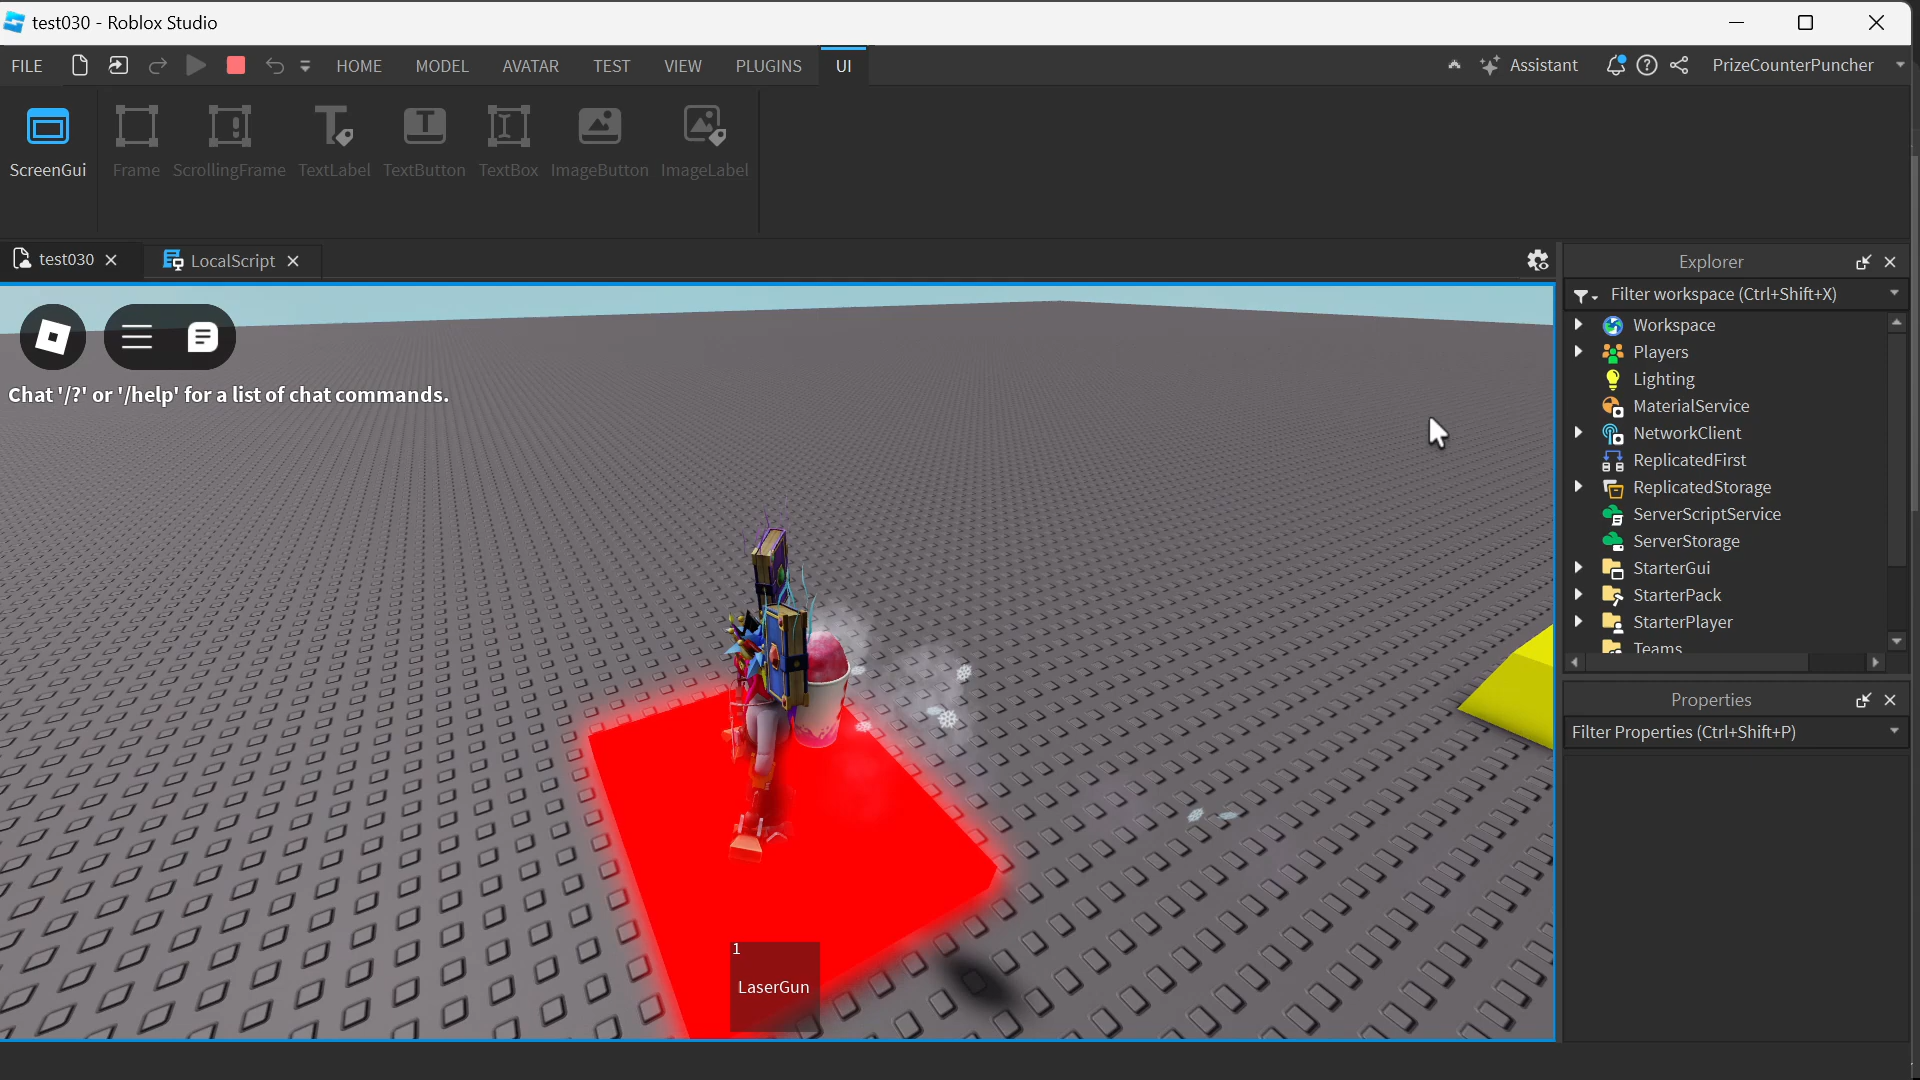 test030 - Roblox Studio
FILE
HOME
MODEL
AVATAR
TEST
VIEW
PLUGINS
UI
Assistant
PrizeCounterPuncher
ScreenGui
Frame
ScrollingFrame
TextLabel
TextButton
TextBox
ImageButton
ImageLabel
test030
LocalScript
Chat '/?' or '/help' for a list of chat commands.
1
LaserGun
Explorer
Filter workspace (Ctrl+Shift+X)
Workspace
Players
Lighting
MaterialService
NetworkClient
ReplicatedFirst
ReplicatedStorage
ServerScriptService
ServerStorage
StarterGui
StarterPack
StarterPlayer
Teams
Properties
Filter Properties (Ctrl+Shift+P)